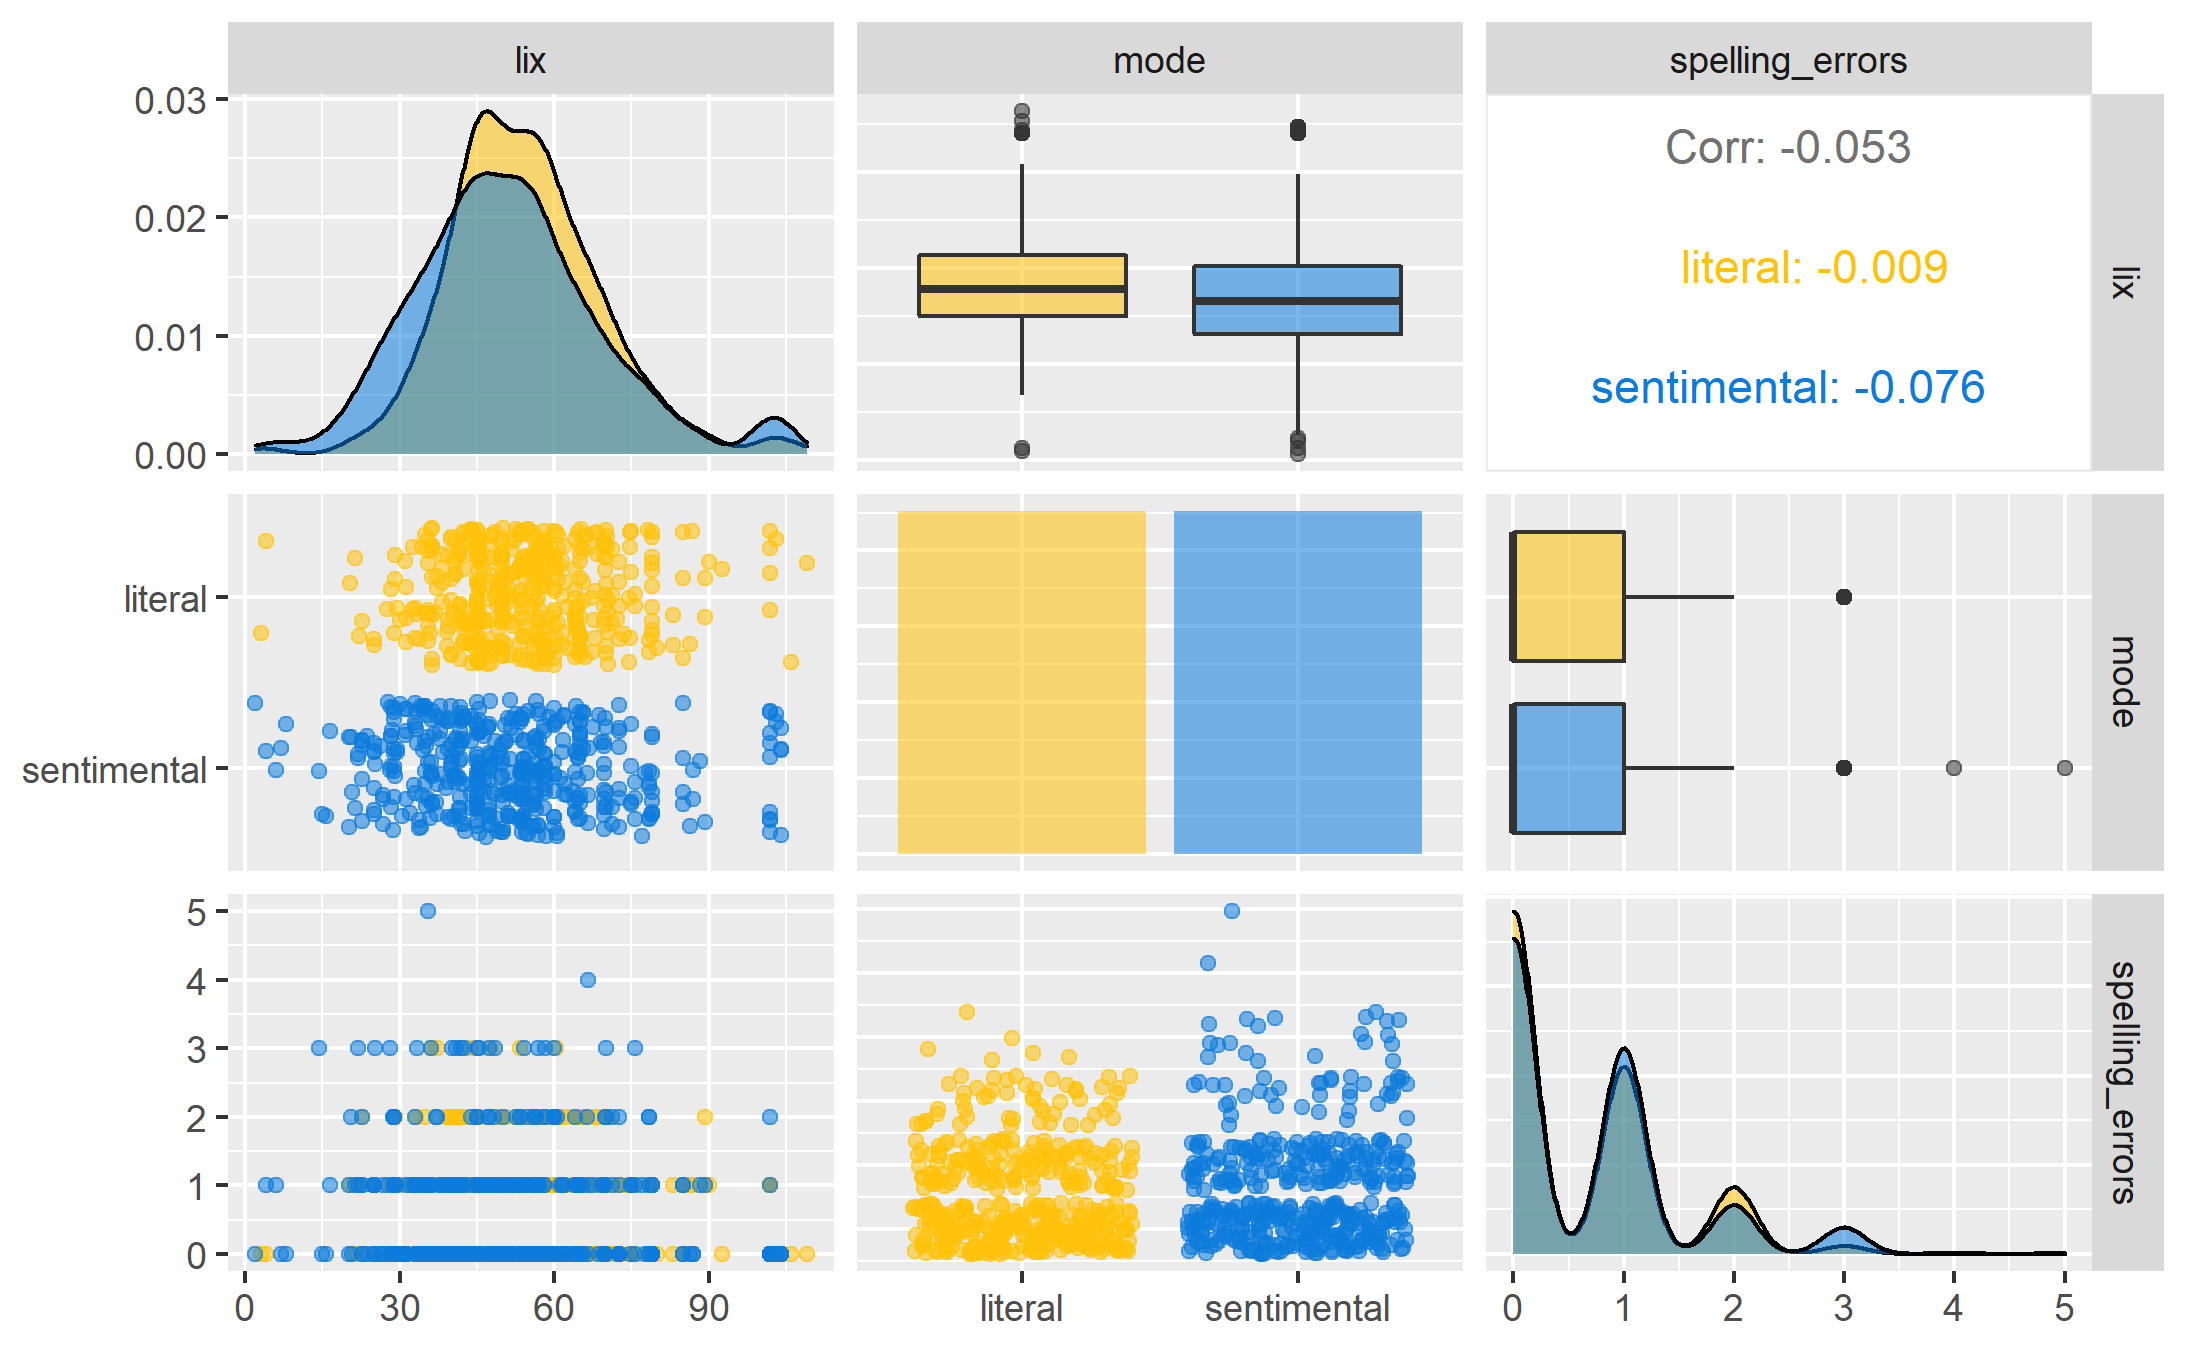 lix
mode
spelling_errors
0.03
0.02
0.01
0.00
Corr: -0.053
literal: -0.009
sentimental: -0.076
lix
literal
sentimental
mode
5
4
3
2
1
0
spelling_errors
0 30 60 90
literal sentimental
0 1 2 3 4 5